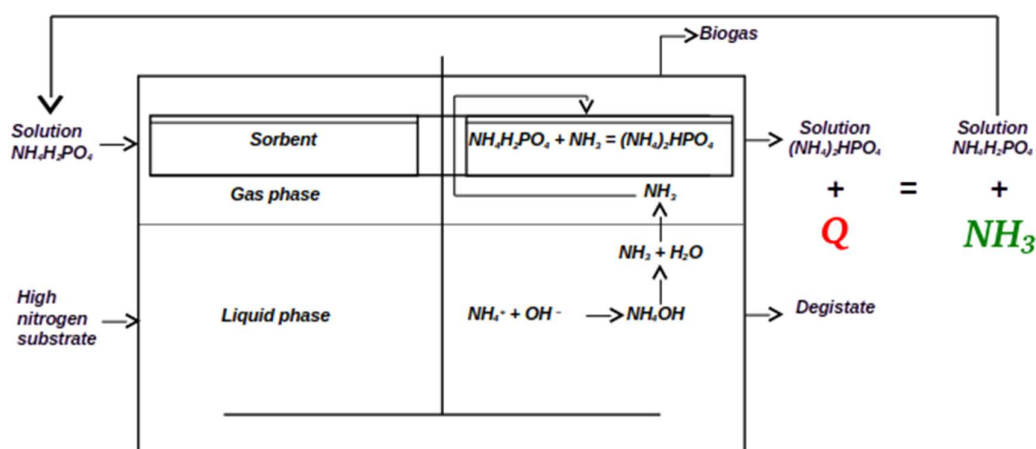 Biogas
Solution
NH₄H₂PO₄
Sorbent
NH₄H₂PO₄ + NH₃ = (NH₄)₂HPO₄
Solution
(NH₄)₂HPO₄
+
Q
=
Solution
NH₄H₂PO₄
+
NH₃
Gas phase
NH₃
NH₃ + H₂O
High
nitrogen
substrate
Liquid phase
NH₄⁺ + OH⁻
NH₄OH
Degistate